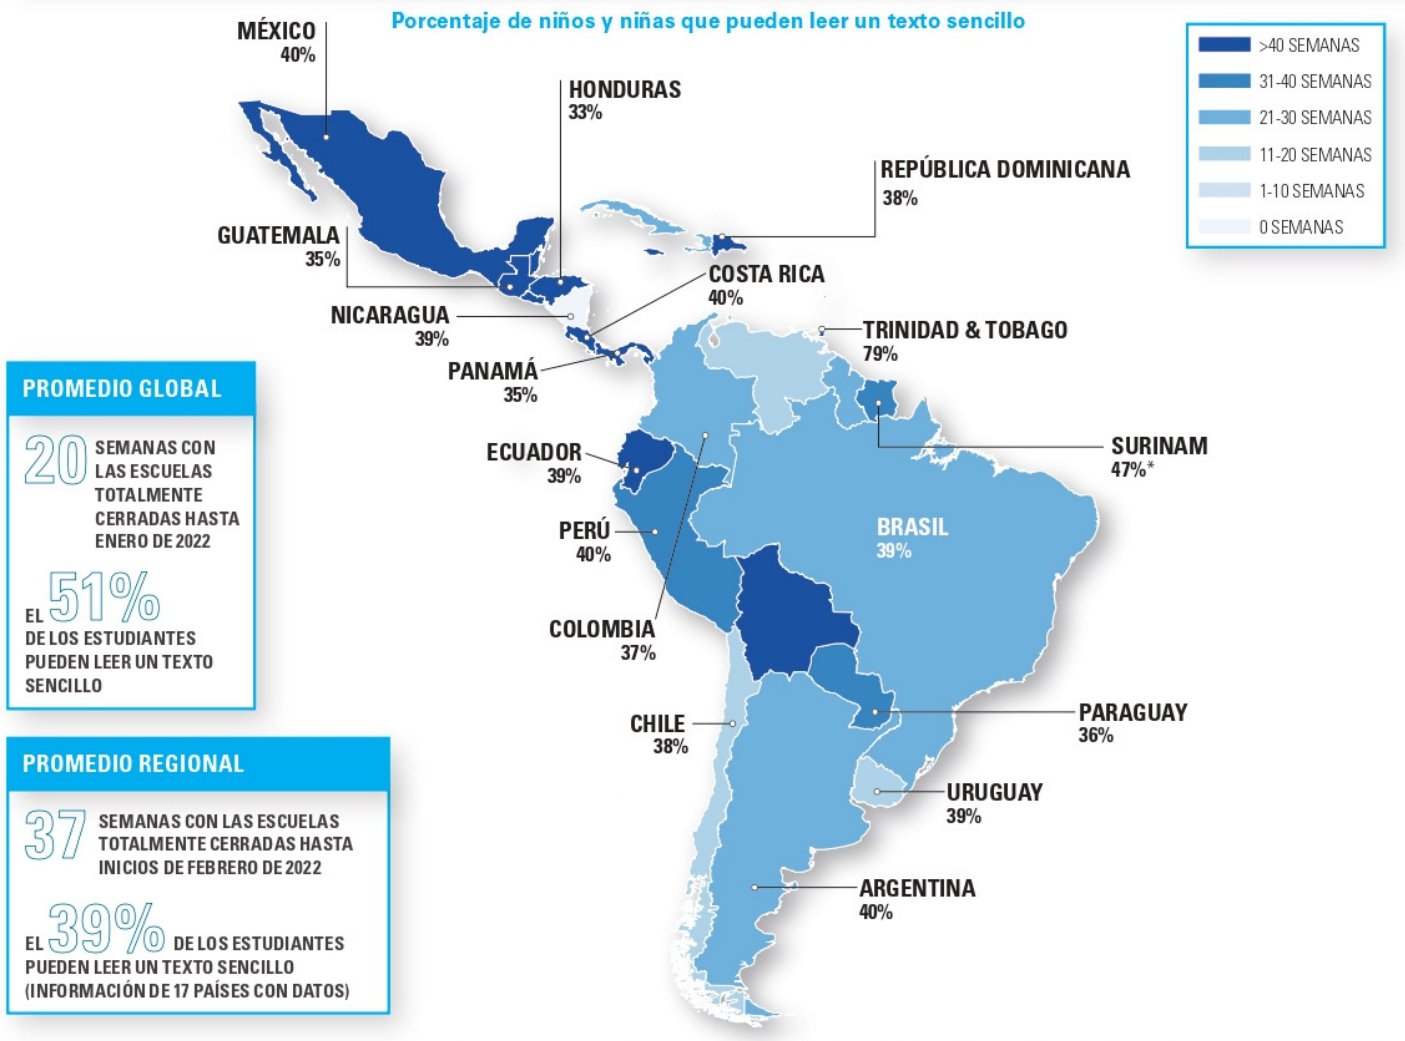 Porcentaje de niños y niñas que pueden leer un texto sencillo
MÉXICO
40%
HONDURAS
33%
REPÚBLICA DOMINICANA
38%
GUATEMALA
35%
COSTA RICA
40%
NICARAGUA
39%
TRINIDAD & TOBAGO
79%
PANAMÁ
35%
ECUADOR
39%
SURINAM
47%*
PERÚ
40%
BRASIL
39%
COLOMBIA
37%
CHILE
38%
PARAGUAY
36%
URUGUAY
39%
ARGENTINA
40%
>40 SEMANAS
31-40 SEMANAS
21-30 SEMANAS
11-20 SEMANAS
1-10 SEMANAS
0 SEMANAS
PROMEDIO GLOBAL
20 SEMANAS CON
LAS ESCUELAS
TOTALMENTE
CERRADAS HASTA
ENERO DE 2022
EL 51%
DE LOS ESTUDIANTES
PUEDEN LEER UN TEXTO
SENCILLO
PROMEDIO REGIONAL
37 SEMANAS CON LAS ESCUELAS
TOTALMENTE CERRADAS HASTA
INICIOS DE FEBRERO DE 2022
EL 39% DE LOS ESTUDIANTES
PUEDEN LEER UN TEXTO SENCILLO
(INFORMACIÓN DE 17 PAÍSES CON DATOS)